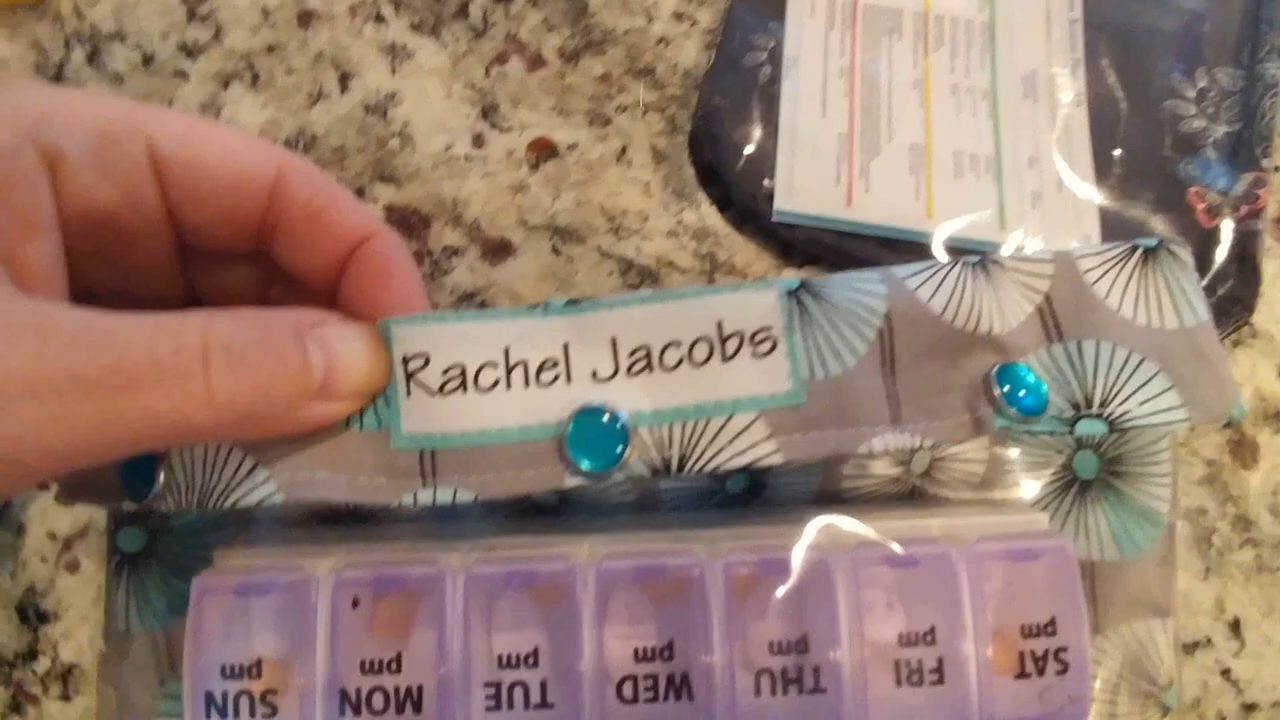 Rachel Jacobs
SUN pm
MON pm
TUE pm
WED pm
THU pm
FRI pm
SAT pm